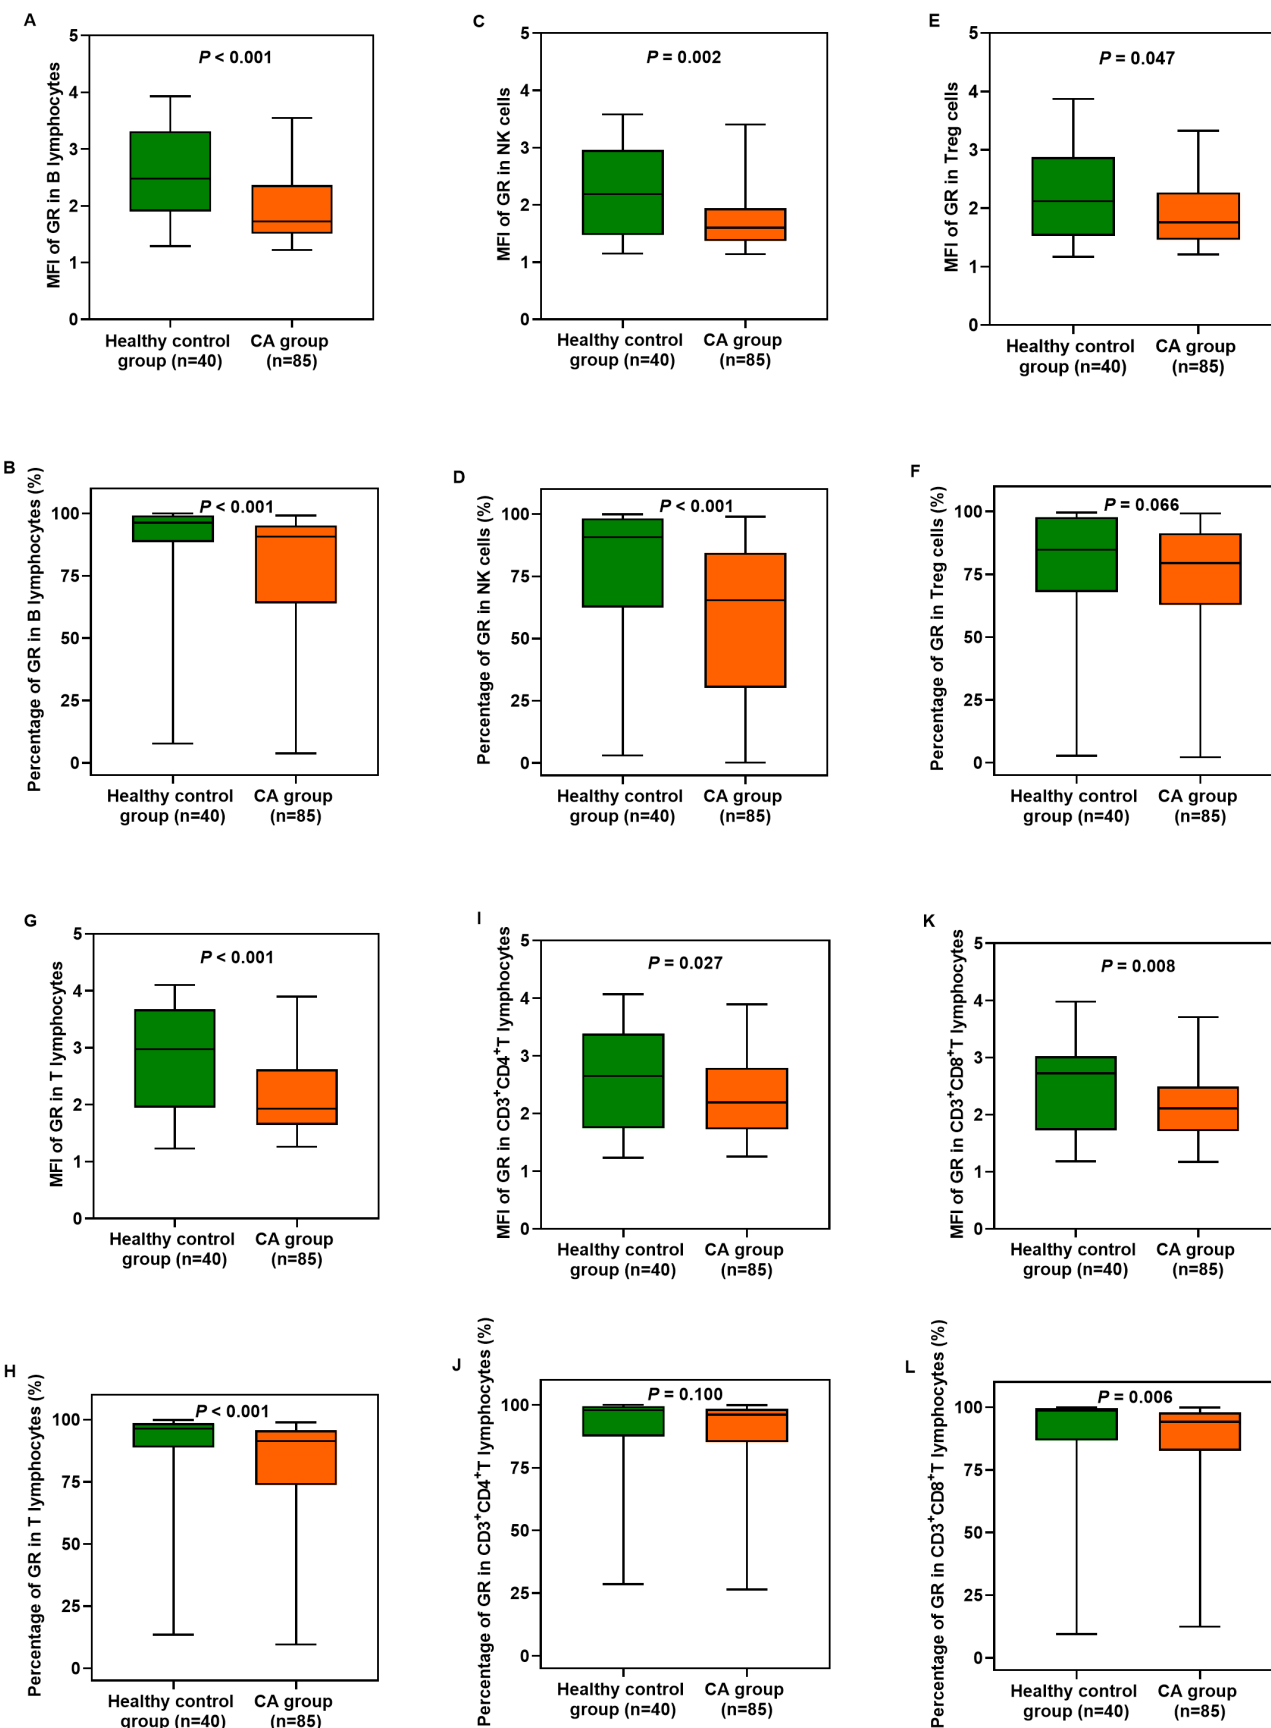 A
MFI of GR in B lymphocytes
5
4
3
2
1
0
P < 0.001
Healthy control
group (n=40)
CA group
(n=85)
C
MFI of GR in NK cells
5
4
3
2
1
0
P = 0.002
Healthy control
group (n=40)
CA group
(n=85)
E
MFI of GR in Treg cells
5
4
3
2
1
0
P = 0.047
Healthy control
group (n=40)
CA group
(n=85)
B
Percentage of GR in B lymphocytes (%)
100
75
50
25
0
P < 0.001
Healthy control
group (n=40)
CA group
(n=85)
D
Percentage of GR in NK cells (%)
100
75
50
25
0
P < 0.001
Healthy control
group (n=40)
CA group
(n=85)
F
Percentage of GR in Treg cells (%)
100
75
50
25
0
P = 0.066
Healthy control
group (n=40)
CA group
(n=85)
G
MFI of GR in T lymphocytes
5
4
3
2
1
0
P < 0.001
Healthy control
group (n=40)
CA group
(n=85)
I
MFI of GR in CD3⁺CD4⁺T lymphocytes
5
4
3
2
1
0
P = 0.027
Healthy control
group (n=40)
CA group
(n=85)
K
MFI of GR in CD3⁺CD8⁺T lymphocytes
5
4
3
2
1
0
P = 0.008
Healthy control
group (n=40)
CA group
(n=85)
H
Percentage of GR in T lymphocytes (%)
100
75
50
25
0
P < 0.001
Healthy control
group (n=40)
CA group
(n=85)
J
Percentage of GR in CD3⁺CD4⁺T lymphocytes (%)
100
75
50
25
0
P = 0.100
Healthy control
group (n=40)
CA group
(n=85)
L
Percentage of GR in CD3⁺CD8⁺T lymphocytes (%)
100
75
50
25
0
P = 0.006
Healthy control
group (n=40)
CA group
(n=85)